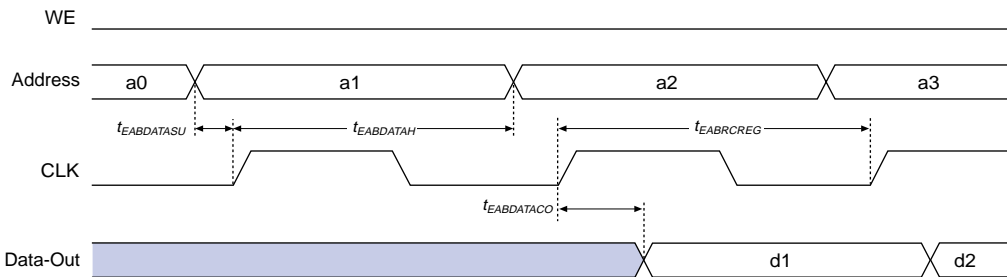 WE
Address a0 a1 a2 a3
tEABDATASU tEABDATAH tEABRCREG
CLK
tEABDATACO
Data-Out d1 d2